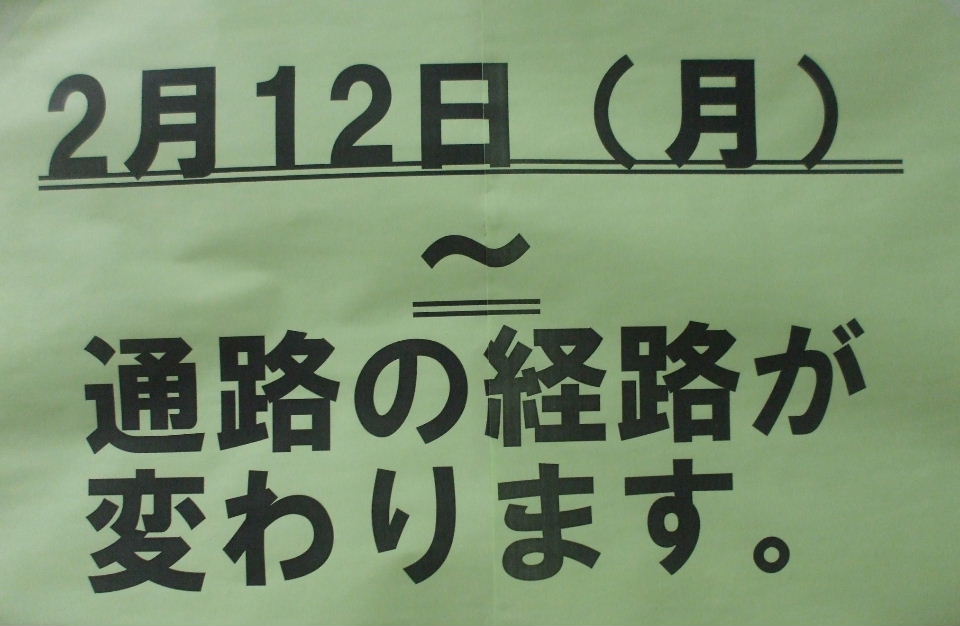 2月12日（月）
～
通路の経路が
変わります。